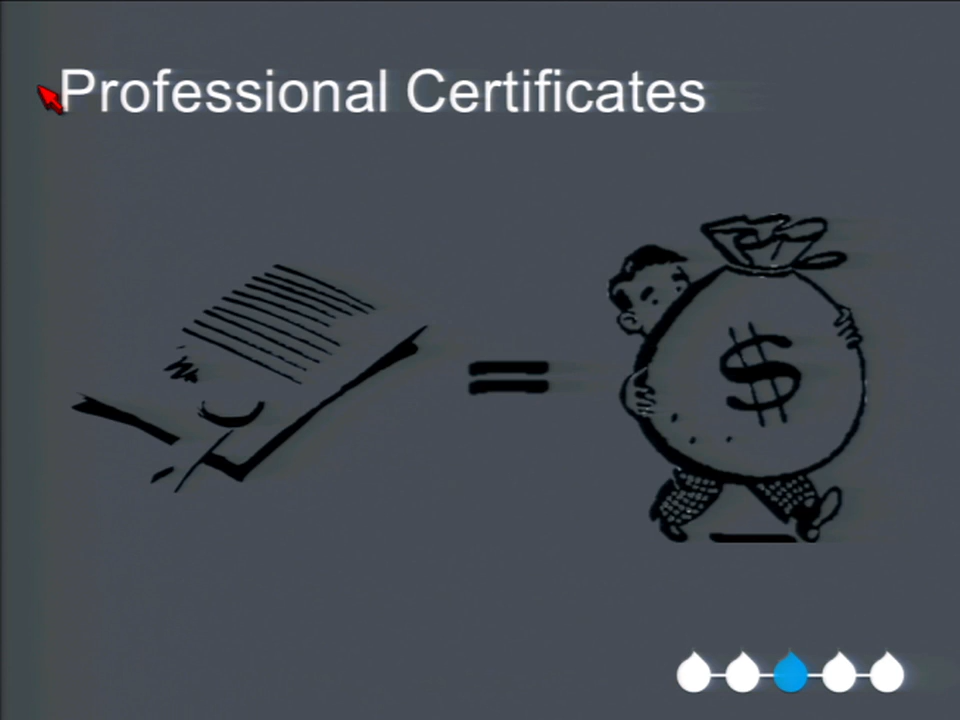 Professional Certificates
=
$